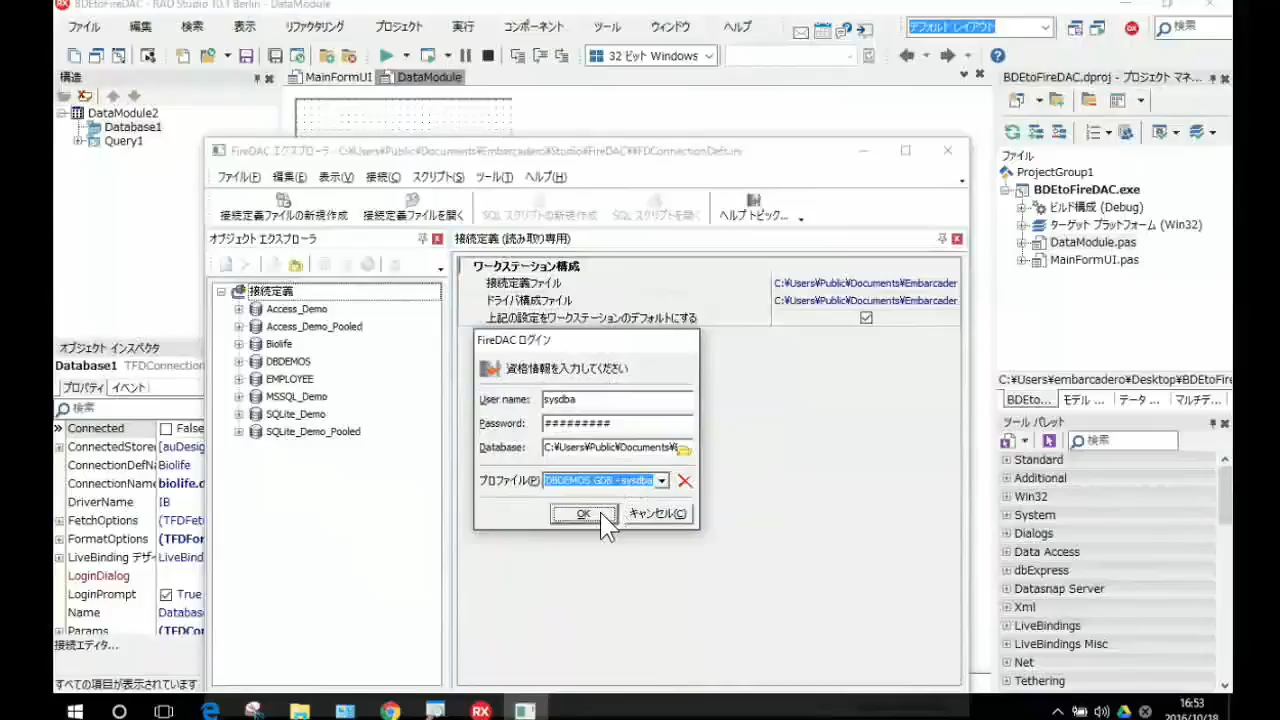 BDEtoFireDAC - RAD Studio 10.1 Berlin - DataModule
ファイル 編集 検索 表示 リファクタリング プロジェクト 実行 コンポーネント ツール ウィンドウ ヘルプ
デフォルト レイアウト
検索
32 ビット Windows
構造
MainFormUI DataModule
BDEtoFireDAC.dproj - プロジェクト マネ...
DataModule2
Database1
Query1
FireDAC エクスプローラ - C:¥Users¥Public¥Documents¥Embarcadero¥Studio¥FireDAC¥FDConnectionDefs.ini
ファイル(F) 編集(E) 表示(V) 接続(C) スクリプト(S) ツール(T) ヘルプ(H)
接続定義ファイルの新規作成 接続定義ファイルを開く SQL スクリプトの新規作成 SQL スクリプトを開く ヘルプ トピック...
オブジェクト エクスプローラ
接続定義 (読み取り専用)
接続定義
Access_Demo
Access_Demo_Pooled
Biolife
DBDEMOS
EMPLOYEE
MSSQL_Demo
SQLite_Demo
SQLite_Demo_Pooled
ワークステーション構成
接続定義ファイル C:¥Users¥Public¥Documents¥Embarcader
ドライバ構成ファイル C:¥Users¥Public¥Documents¥Embarcader
上記の設定をワークステーションのデフォルトにする
FireDAC ログイン
資格情報を入力してください
User name: sysdba
Password: #########
Database: C:¥Users¥Public¥Documents¥
プロファイル(P) DBDEMOS.GDB - sysdba
OK キャンセル(C)
オブジェクト インスペクタ
Database1 TFDConnection
プロパティ イベント
検索
Connected False
ConnectedStored [auDesign
ConnectionDefNa Biolife
ConnectionName biolife.d
DriverName IB
FetchOptions (TFDFet
FormatOptions (TFDFor
LiveBinding デザ LiveBind
LoginDialog
LoginPrompt True
Name Databas
Params (TFDCor
接続エディタ...
すべての項目が表示されています
ファイル
ProjectGroup1
BDEtoFireDAC.exe
ビルド構成 (Debug)
ターゲット プラットフォーム (Win32)
DataModule.pas
MainFormUI.pas
C:¥Users¥embarcadero¥Desktop¥BDEtoFire
BDEto... モデル ... データ ... マルチデ...
ツール パレット
検索
Standard
Additional
Win32
System
Dialogs
Data Access
dbExpress
Datasnap Server
Xml
LiveBindings
LiveBindings Misc
Net
Tethering
16:53
2016/10/18